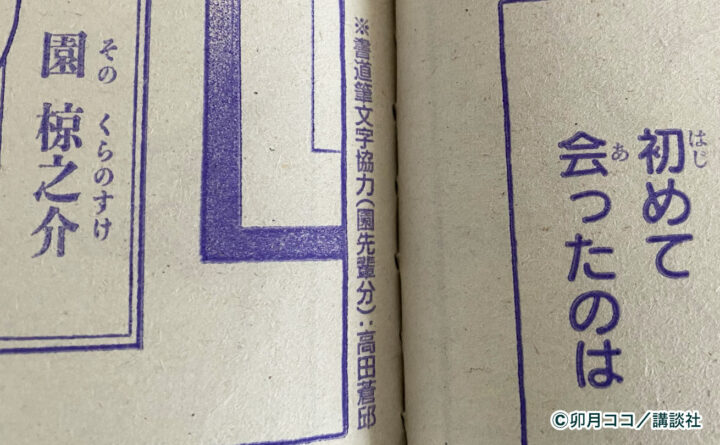 初めて
会ったのは
はじ
あ
※書道筆文字協力(園先輩分):高田蒼邱
園 椋之介
その くらのすけ
©卯月ココ/講談社